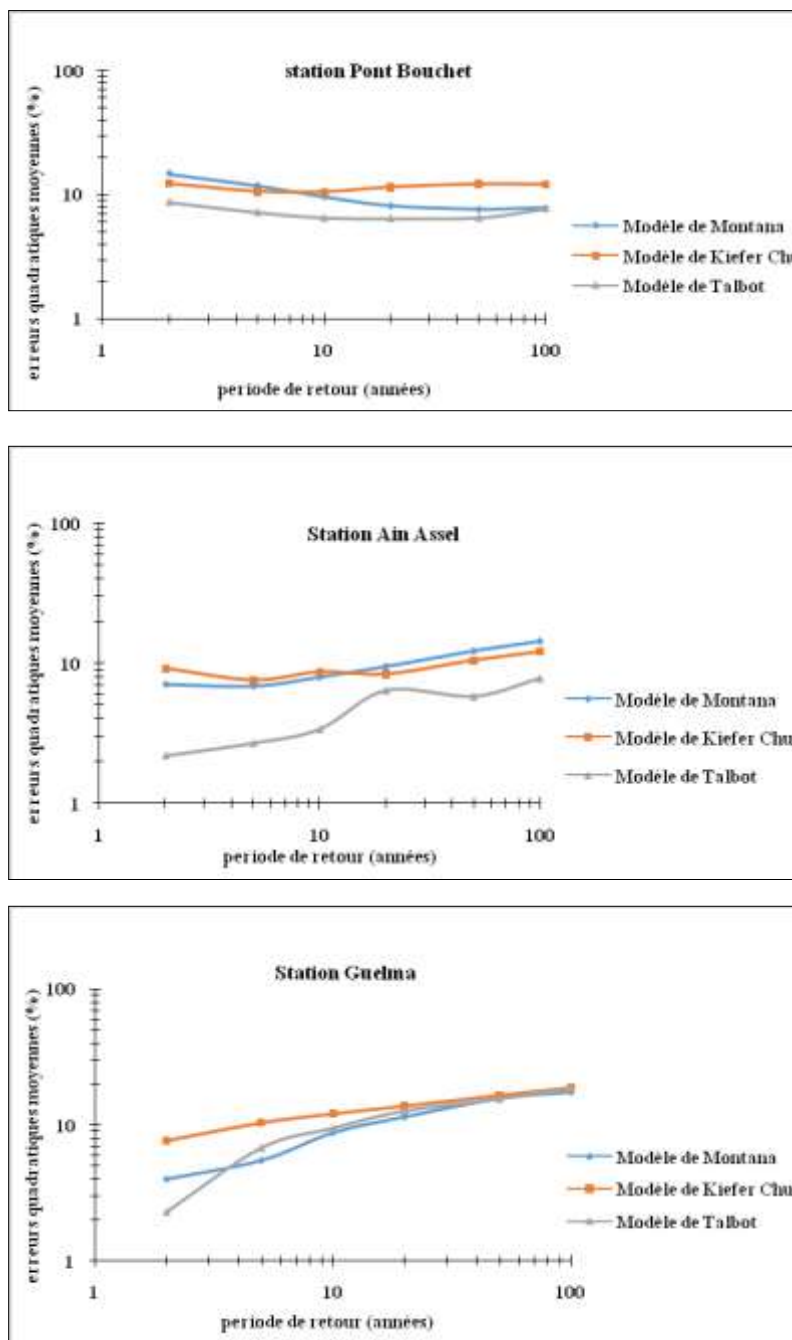 station Pont Bouchet
erreurs quadratiques moyennes (%)
100
10
1
1
10
100
periode de retour (années)
Modèle de Montana
Modèle de Kiefer Chu
Modèle de Talbot
Station Ain Assel
erreurs quadratiques moyennes (%)
100
10
1
1
10
100
periode de retour (années)
Modèle de Montana
Modèle de Kiefer Chu
Modèle de Talbot
Station Guelma
erreurs quadratiques moyennes (%)
100
10
1
1
10
100
periode de retour (années)
Modèle de Montana
Modèle de Kiefer Chu
Modèle de Talbot